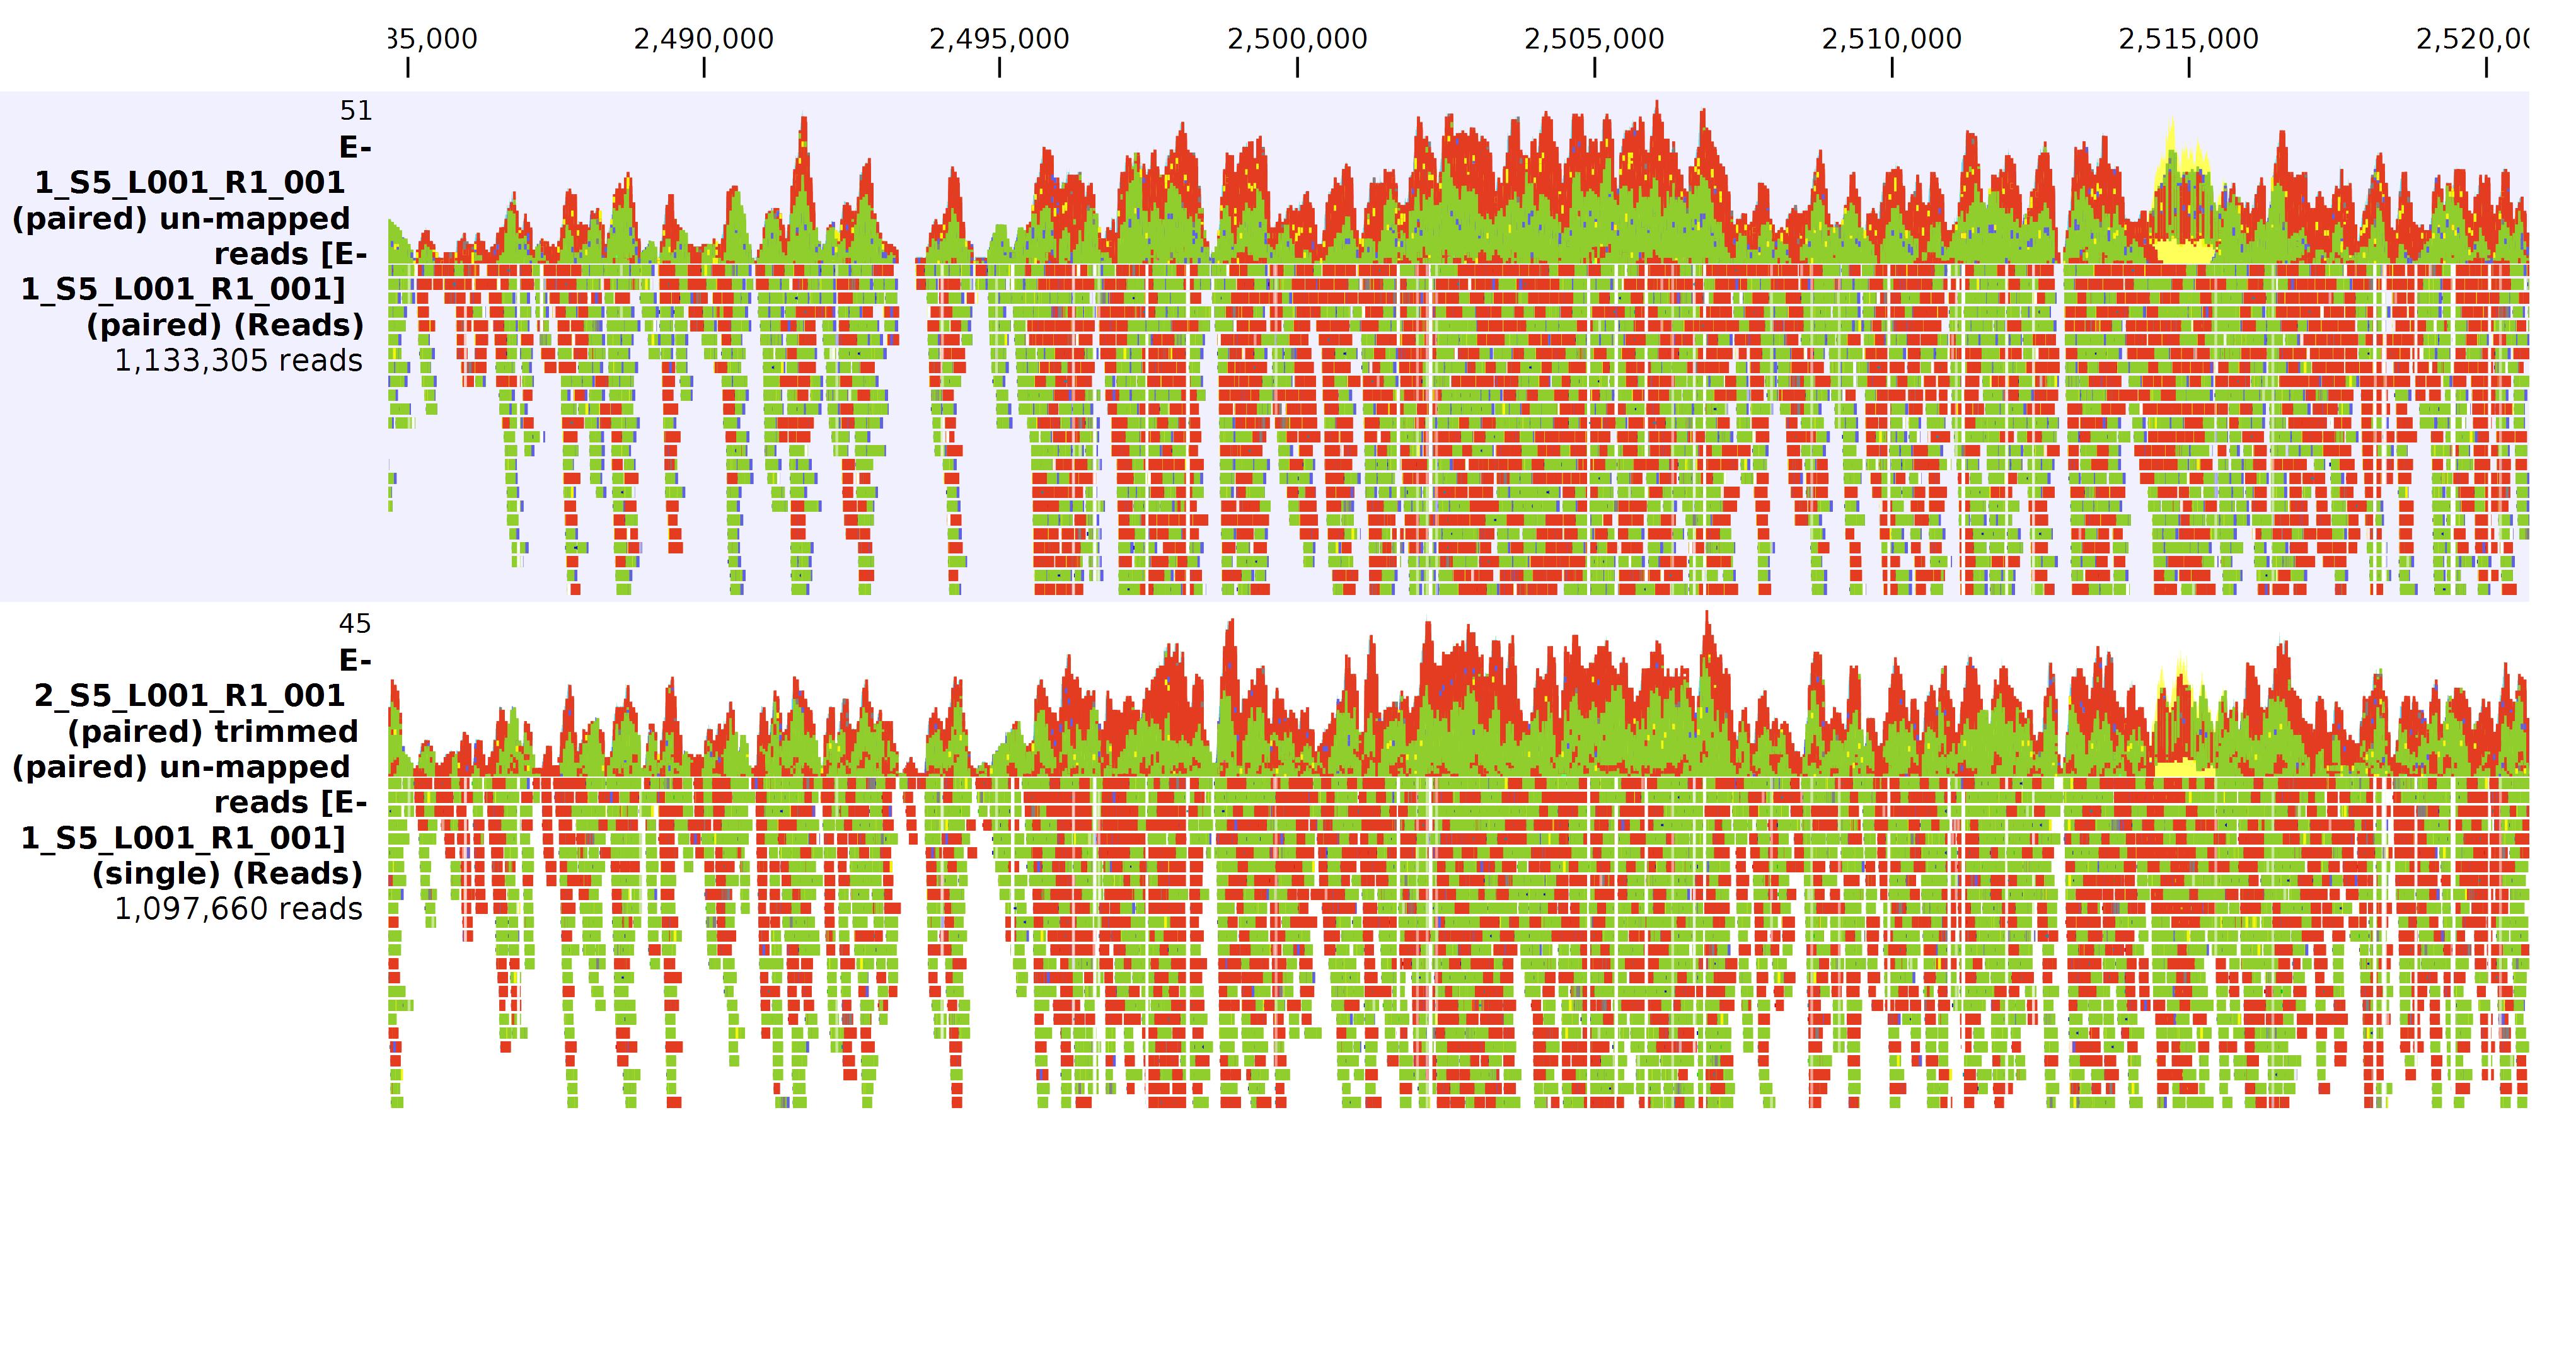 35,000 2,490,000 2,495,000 2,500,000 2,505,000 2,510,000 2,515,000 2,520,0
51
E-
1_S5_L001_R1_001
(paired) un-mapped
reads [E-
1_S5_L001_R1_001]
(paired) (Reads)
1,133,305 reads
45
E-
2_S5_L001_R1_001
(paired) trimmed
(paired) un-mapped
reads [E-
1_S5_L001_R1_001]
(single) (Reads)
1,097,660 reads